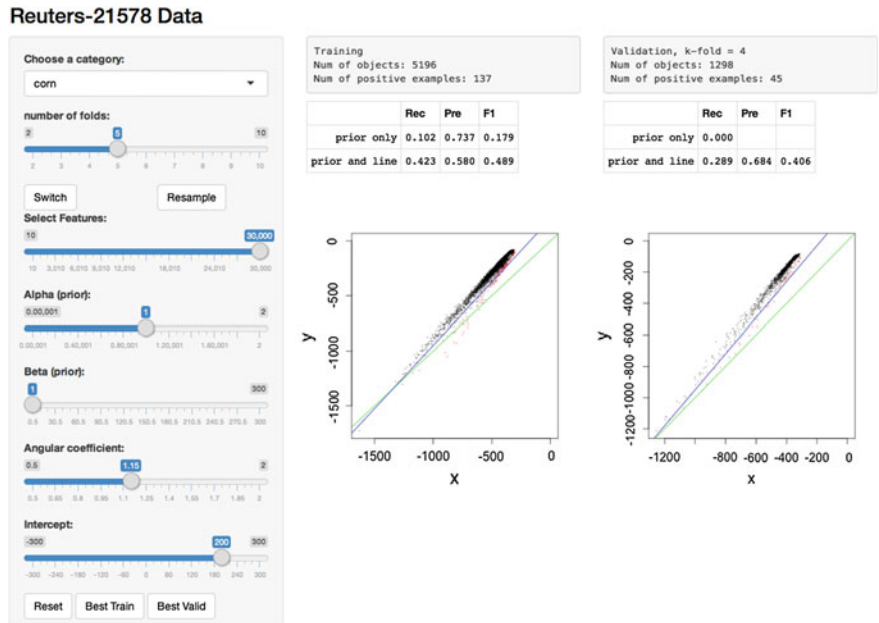 Reuters-21578 Data
Choose a category:
corn
number of folds:
2 5 10
2 3 4 5 6 7 8 9 10
Switch Resample
Select Features:
10 30,000
10 3,010 6,010 9,010 12,010 18,010 24,010 30,000
Alpha (prior):
0.00,001 1 2
0.00,001 0.40,001 0.80,001 1.20,001 1.60,001 2
Beta (prior):
1 300
0.5 30.5 60.5 90.5 120.5 150.5 180.5 210.5 240.5 270.5 300
Angular coefficient:
0.5 1.15 2
0.5 0.65 0.8 0.95 1.1 1.25 1.4 1.55 1.7 1.85 2
Intercept:
-300 200 300
-300 -240 -180 -120 -60 0 60 120 180 240 300
Reset Best Train Best Valid
Training
Num of objects: 5196
Num of positive examples: 137
Rec Pre F1
prior only 0.102 0.737 0.179
prior and line 0.423 0.580 0.489
0
-500
-1000
-1500
y
-1500 -1000 -500 0
x
Validation, k-fold = 4
Num of objects: 1298
Num of positive examples: 45
Rec Pre F1
prior only 0.000
prior and line 0.289 0.684 0.406
0
-200
-400
-600
-800
-1200
y
-1200 -800 -600 -400 -200 0
x